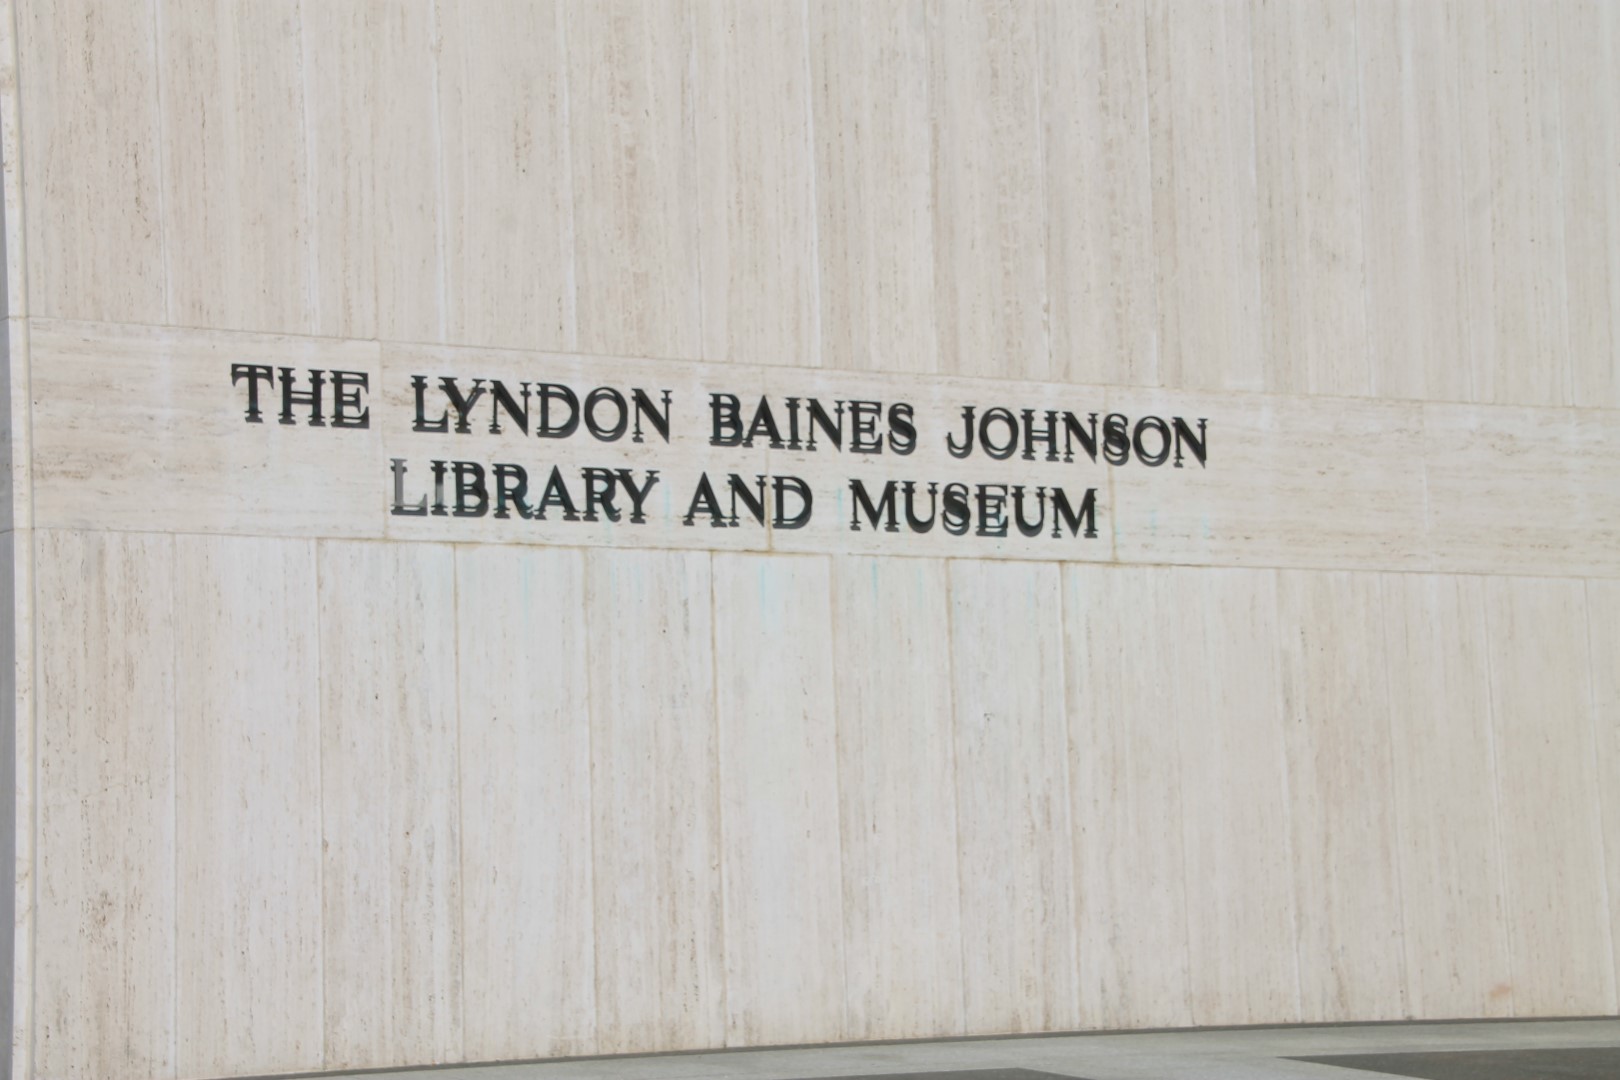 THE LYNDON BAINES JOHNSON
LIBRARY AND MUSEUM